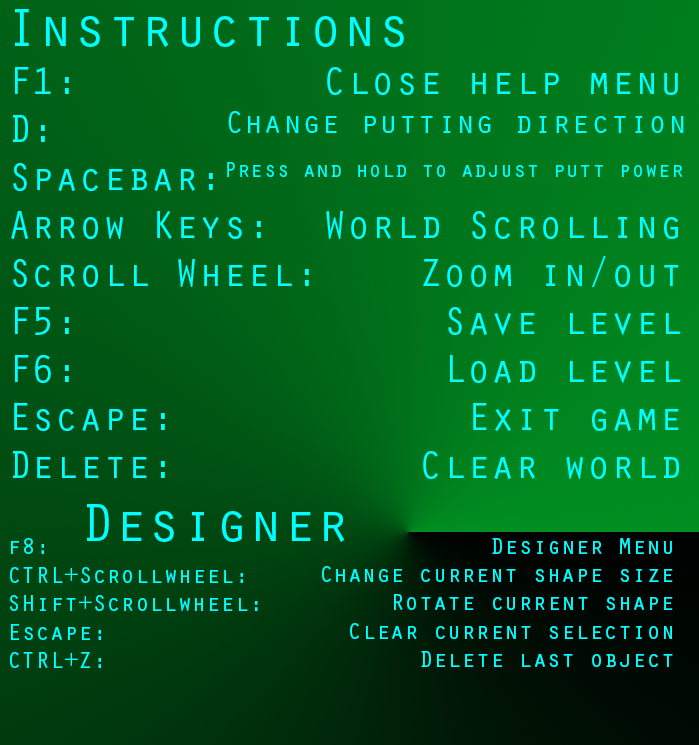 Instructions
F1: Close help menu
D: Change putting direction
Spacebar: Press and hold to adjust putt power
Arrow Keys: World Scrolling
Scroll Wheel: Zoom in/out
F5: Save level
F6: Load level
Escape: Exit game
Delete: Clear world
Designer
F8: Designer Menu
CTRL+Scrollwheel: Change current shape size
SHift+Scrollwheel: Rotate current shape
Escape: Clear current selection
CTRL+Z: Delete last object